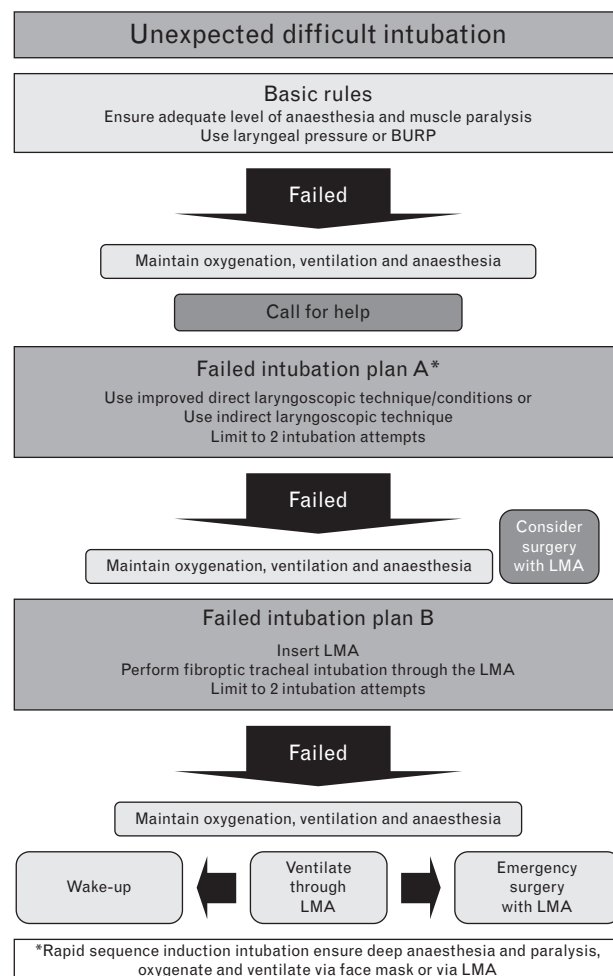 Unexpected difficult intubation
Basic rules
Ensure adequate level of anaesthesia and muscle paralysis
Use laryngeal pressure or BURP
Failed
Maintain oxygenation, ventilation and anaesthesia
Call for help
Failed intubation plan A*
Use improved direct laryngoscopic technique/conditions or
Use indirect laryngoscopic technique
Limit to 2 intubation attempts
Failed
Consider
surgery
with LMA
Maintain oxygenation, ventilation and anaesthesia
Failed intubation plan B
Insert LMA
Perform fibroptic tracheal intubation through the LMA
Limit to 2 intubation attempts
Failed
Maintain oxygenation, ventilation and anaesthesia
Wake-up
Ventilate
through
LMA
Emergency
surgery
with LMA
*Rapid sequence induction intubation ensure deep anaesthesia and paralysis,
oxygenate and ventilate via face mask or via LMA